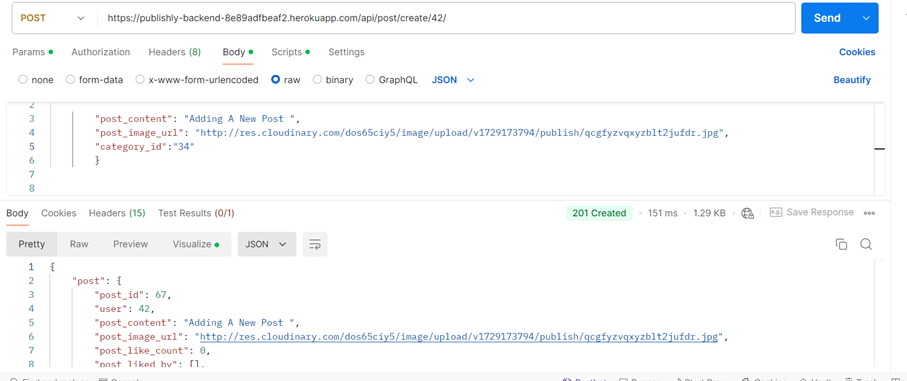 POST https://publishly-backend-8e89adfbeaf2.herokuapp.com/api/post/create/42/ Send
Params Authorization Headers (8) Body Scripts Settings Cookies
none form-data x-www-form-urlencoded raw binary GraphQL JSON Beautify
2
3 "post_content": "Adding A New Post ",
4 "post_image_url": "http://res.cloudinary.com/dos65ciy5/image/upload/v1729173794/publish/qcgfyzvqxyzblt2jufdr.jpg",
5 "category_id":"34"
6 }
7
8
Body Cookies Headers (15) Test Results (0/1) 201 Created 151 ms 1.29 KB Save Response
Pretty Raw Preview Visualize JSON
1 {
2 "post": {
3 "post_id": 67,
4 "user": 42,
5 "post_content": "Adding A New Post ",
6 "post_image_url": "http://res.cloudinary.com/dos65ciy5/image/upload/v1729173794/publish/qcgfyzvqxyzblt2jufdr.jpg",
7 "post_like_count": 0,
8 "post_liked_by": [],